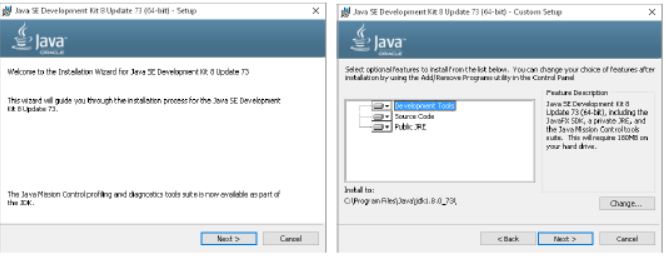 Java SE Development Kit 8 Update 73 (64-bit) - Setup
Java
ORACLE
Welcome to the Installation Wizard for Java SE Development Kit 8 Update 73
This wizard will guide you through the installation process for the Java SE Development
Kit 8 Update 73.
The Java Mission Control profiling and diagnostics tools suite is now available as part of
the JDK.
Next >
Cancel
Java SE Development Kit 8 Update 73 (64-bit) - Custom Setup
Java
ORACLE
Select optional features to install from the list below. You can change your choice of features after
installation by using the Add/Remove Programs utility in the Control Panel
Development Tools
Source Code
Public JRE
Feature Description
Java SE Development Kit 8
Update 73 (64-bit), including the
JavaFX SDK, a private JRE, and
the Java Mission Control tools
suite. This will require 180MB on
your hard drive.
Install to:
C:\Program Files\Java\jdk1.8.0_73\
Change...
< Back
Next >
Cancel